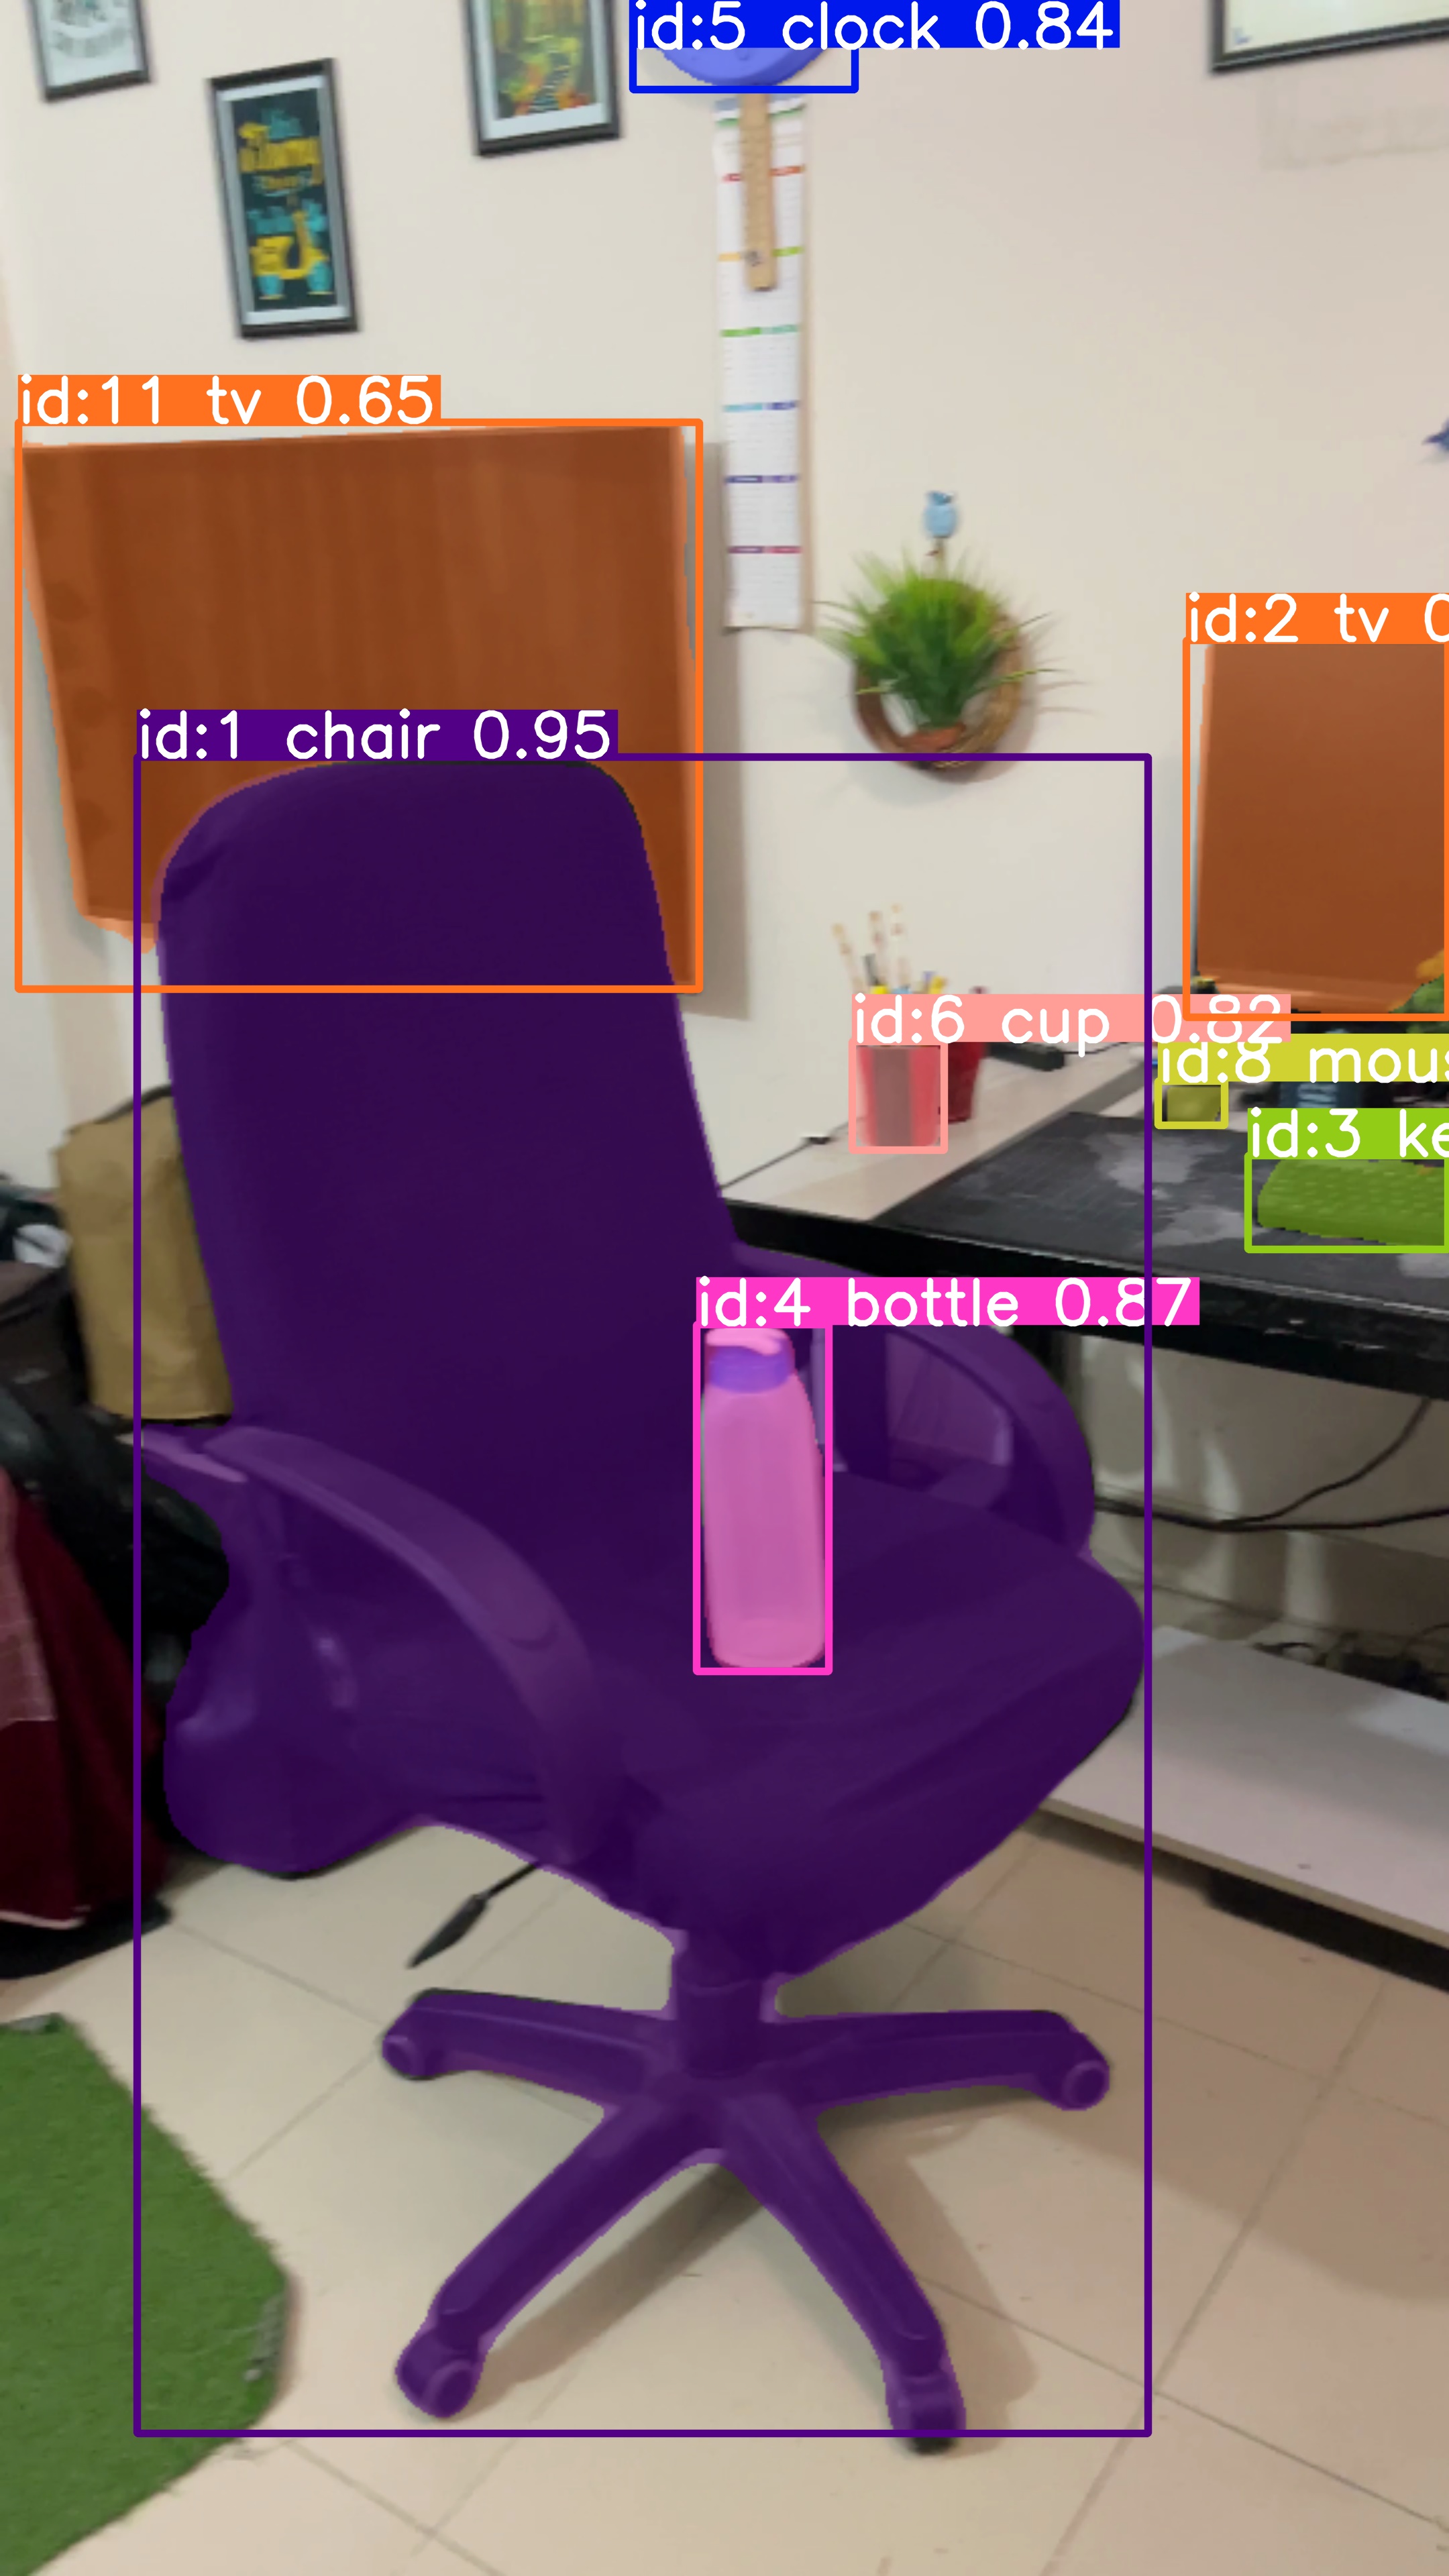 id:5 clock 0.84
id:11 tv 0.65
id:2 tv 0
id:1 chair 0.95
id:6 cup 0.82
id:8 mous
id:3 ke
id:4 bottle 0.87